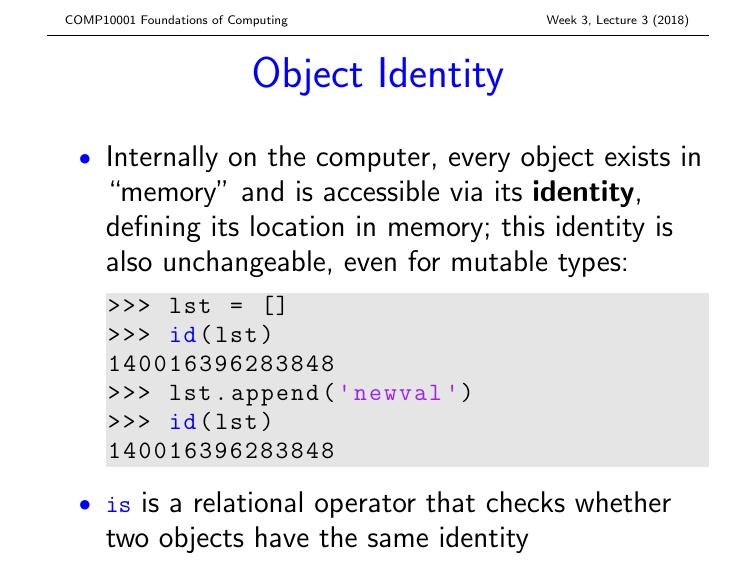 COMP10001 Foundations of Computing
Week 3, Lecture 3 (2018)
Object Identity
• Internally on the computer, every object exists in
“memory” and is accessible via its identity,
defining its location in memory; this identity is
also unchangeable, even for mutable types:
>>> lst = []
>>> id(lst)
140016396283848
>>> lst.append('newval')
>>> id(lst)
140016396283848
• is is a relational operator that checks whether
two objects have the same identity